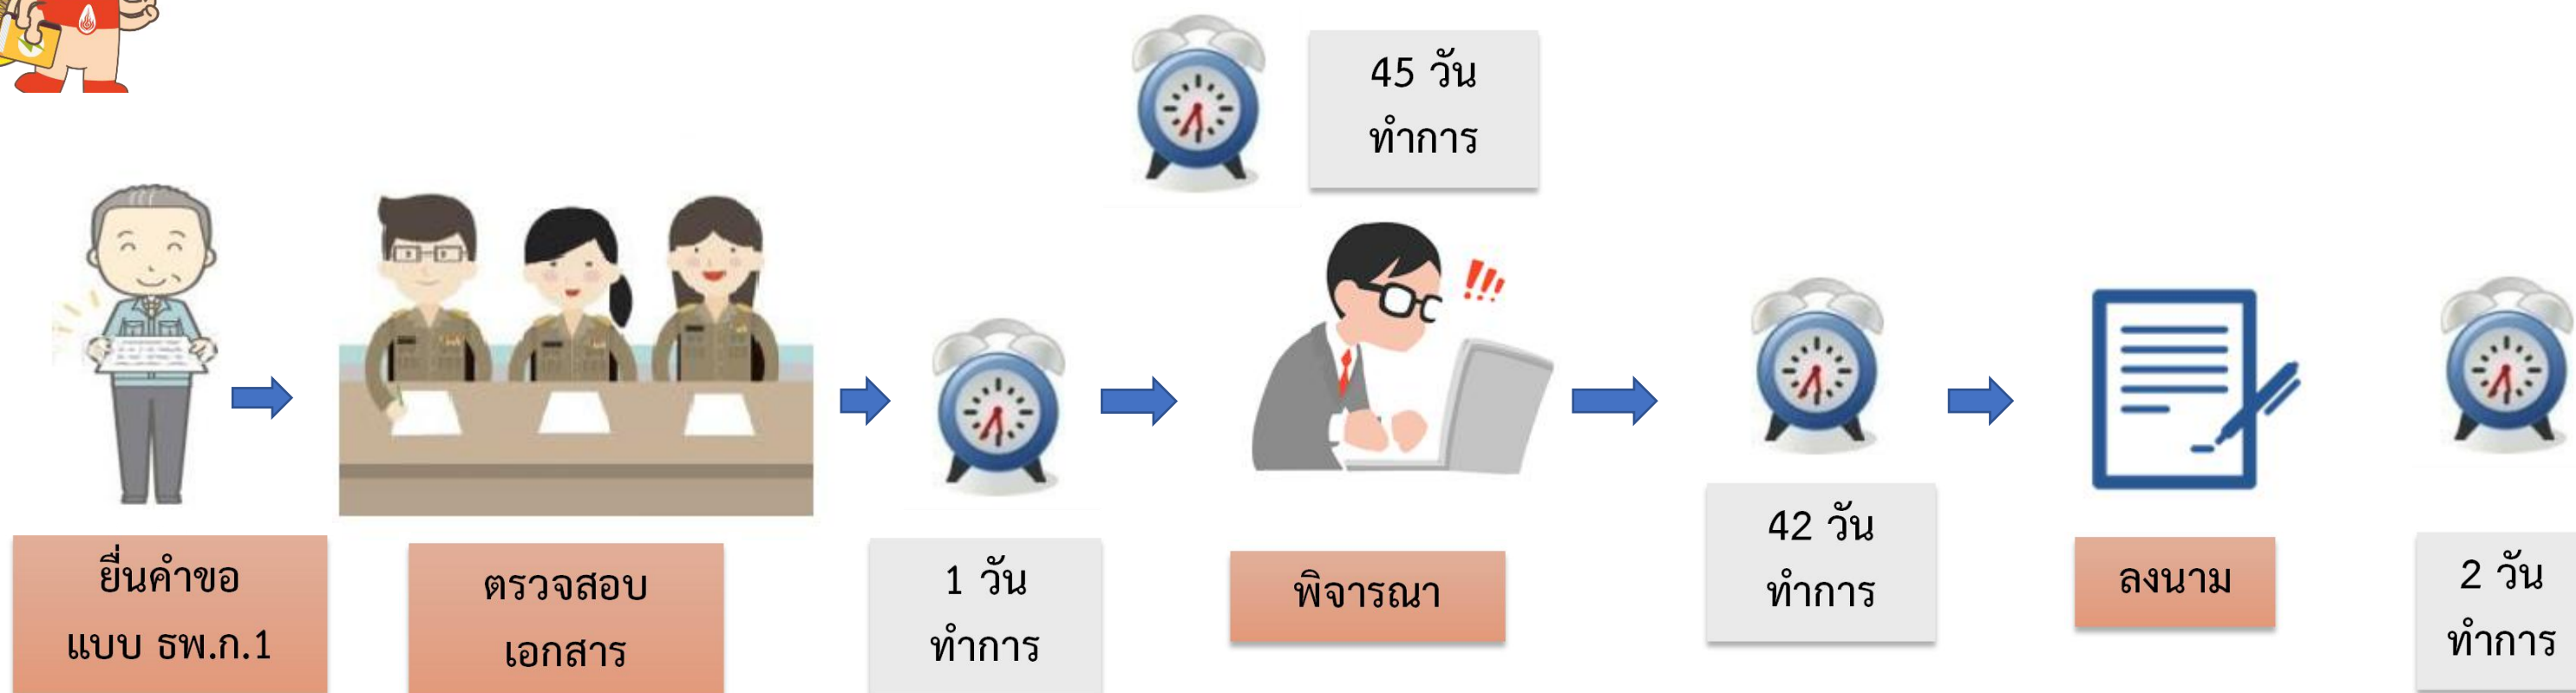 45 วัน
ทำการ
ยื่นคำขอ
แบบ ธพ.ก.1
ตรวจสอบ
เอกสาร
1 วัน
ทำการ
พิจารณา
42 วัน
ทำการ
ลงนาม
2 วัน
ทำการ